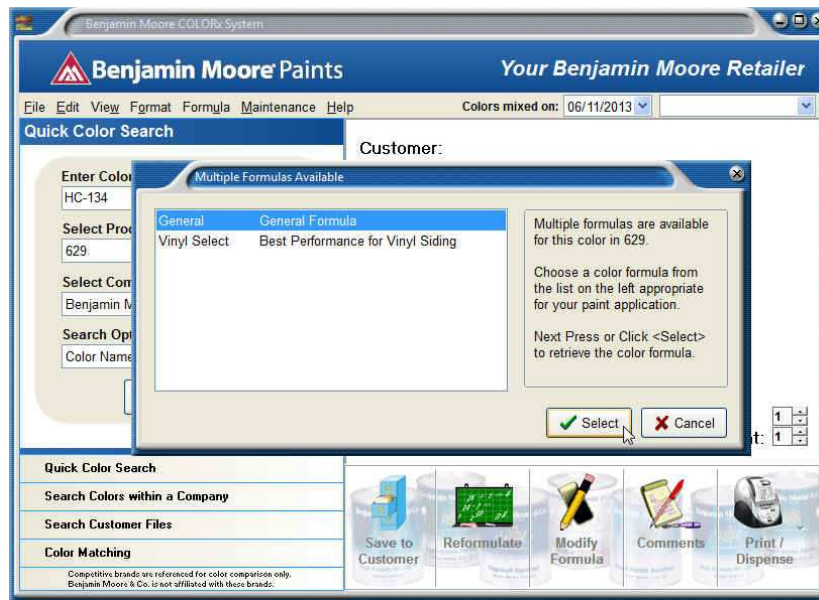 Benjamin Moore COLORx System
Benjamin Moore Paints
Your Benjamin Moore Retailer
File Edit View Format Formula Maintenance Help
Colors mixed on: 06/11/2013
Quick Color Search
Customer:
Enter Color
HC-134
Select Prod
629
Select Com
Benjamin M
Search Opt
Color Name
Multiple Formulas Available
General General Formula
Vinyl Select Best Performance for Vinyl Siding
Multiple formulas are available
for this color in 629.
Choose a color formula from
the list on the left appropriate
for your paint application.
Next Press or Click <Select>
to retrieve the color formula.
Select
Cancel
1
t: 1
Quick Color Search
Search Colors within a Company
Search Customer Files
Color Matching
Competitive brands are referenced for color comparison only.
Benjamin Moore & Co. is not affiliated with these brands.
Save to
Customer
Reformulate
Modify
Formula
Comments
Print /
Dispense